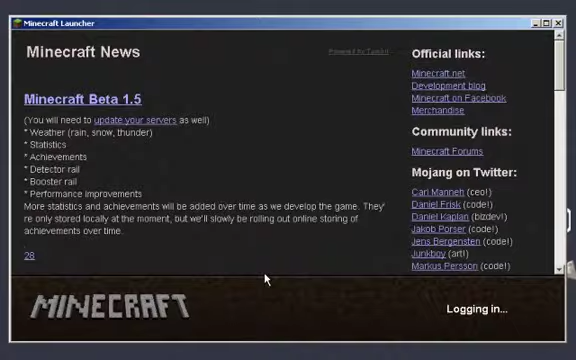 Minecraft Launcher
Minecraft News
Powered by Tumblr
Minecraft Beta 1.5
(You will need to update your servers as well)
* Weather (rain, snow, thunder)
* Statistics
* Achievements
* Detector rail
* Booster rail
* Performance improvements
More statistics and achievements will be added over time as we develop the game. They'
re only stored locally at the moment, but we'll slowly be rolling out online storing of
achievements over time.
28
Official links:
Minecraft.net
Development blog
Minecraft on Facebook
Merchandise
Community links:
Minecraft Forums
Mojang on Twitter:
Carl Manneh (ceo!)
Daniel Frisk (code!)
Daniel Kaplan (bizdev!)
Jakob Porser (code!)
Jens Bergensten (code!)
Junkboy (art!)
Markus Persson (code!)
MINECRAFT
Logging in...